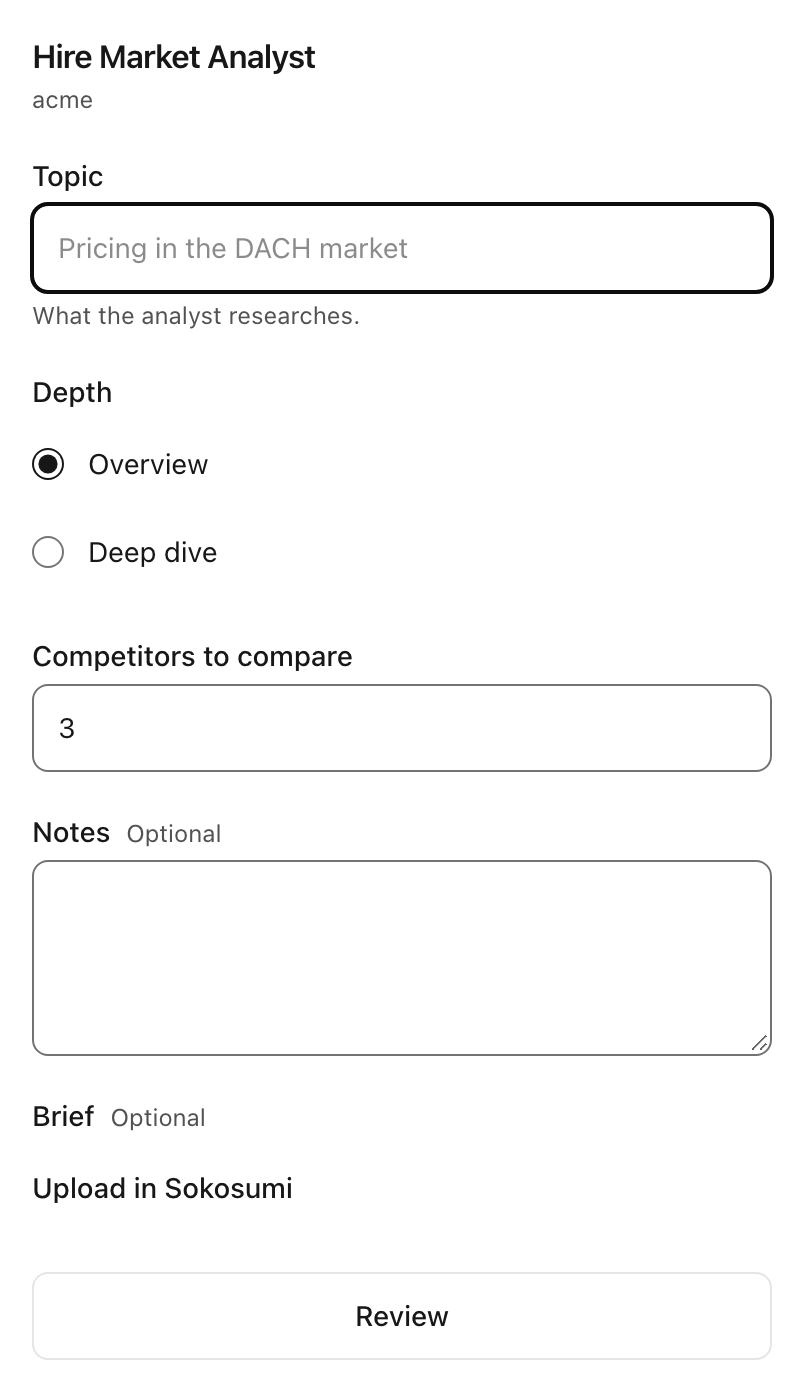 Hire Market Analyst
acme
Topic
Pricing in the DACH market
What the analyst researches.
Depth
Overview
Deep dive
Competitors to compare
3
Notes Optional
Brief Optional
Upload in Sokosumi
Review